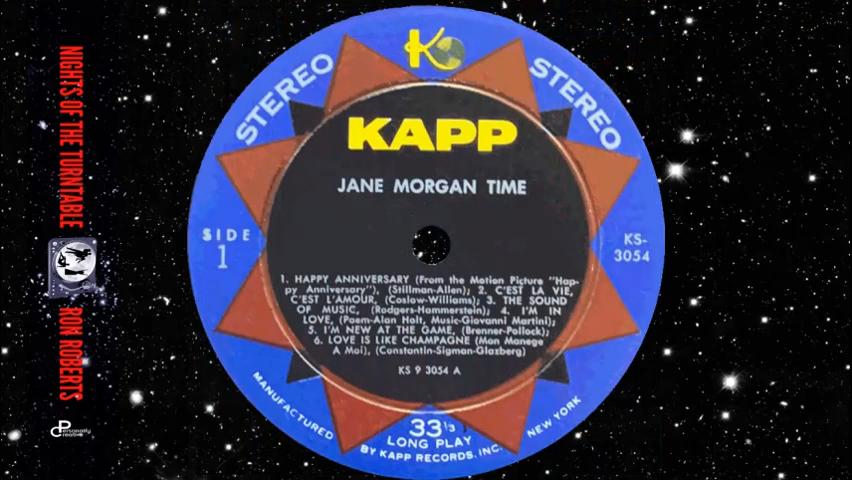 NIGHTS OF THE TURNTABLE
RON ROBERTS
Personally
Creative
STEREO
STEREO
K
KAPP
JANE MORGAN TIME
SIDE
1
KS-
3054
1. HAPPY ANNIVERSARY (From the Motion Picture "Hap-
py Anniversary"), (Stillman-Allen); 2. C'EST LA VIE,
C'EST L'AMOUR, (Coslow-Williams); 3. THE SOUND
OF MUSIC, (Rodgers-Hammerstein); 4. I'M IN
LOVE, (Poem-Alan Holt, Music-Giovanni Martini);
5. I'M NEW AT THE GAME, (Brenner-Pollock);
6. LOVE IS LIKE CHAMPAGNE (Mon Manege
A Moi), (Constantin-Sigman-Glazberg)
KS 9 3054 A
33 1/3
LONG PLAY
MANUFACTURED BY KAPP RECORDS, INC. NEW YORK